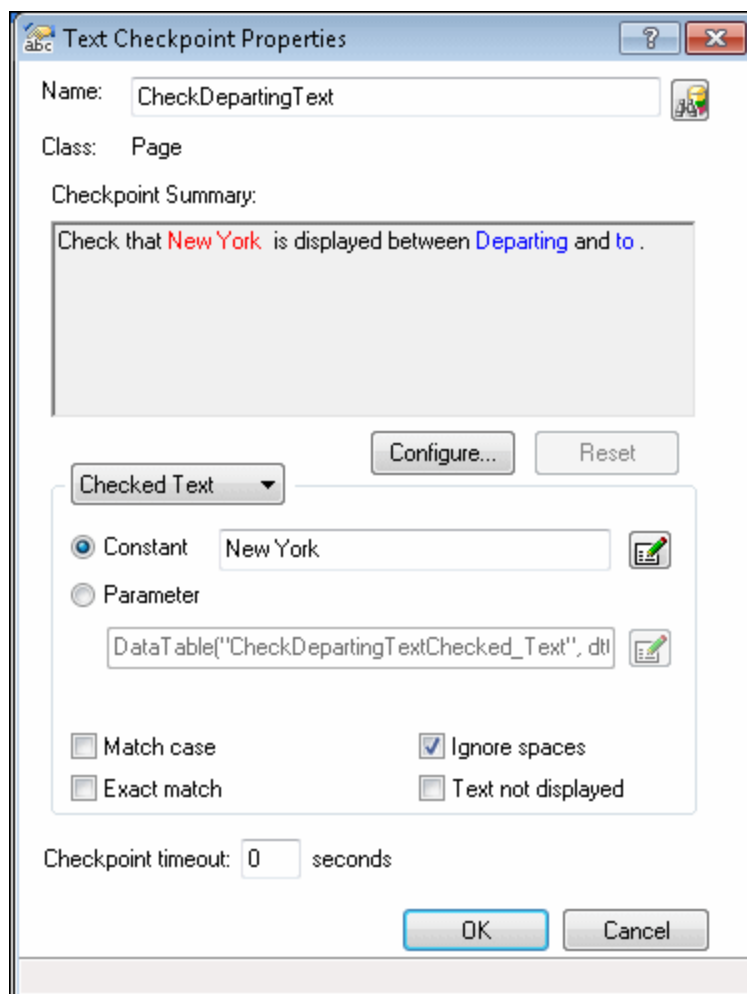 abc Text Checkpoint Properties ?
Name: CheckDepartingText
Class: Page
Checkpoint Summary:
Check that New York is displayed between Departing and to .
Configure... Reset
Checked Text
Constant New York
Parameter
DataTable("CheckDepartingTextChecked_Text", dt
Match case Ignore spaces
Exact match Text not displayed
Checkpoint timeout: 0 seconds
OK Cancel